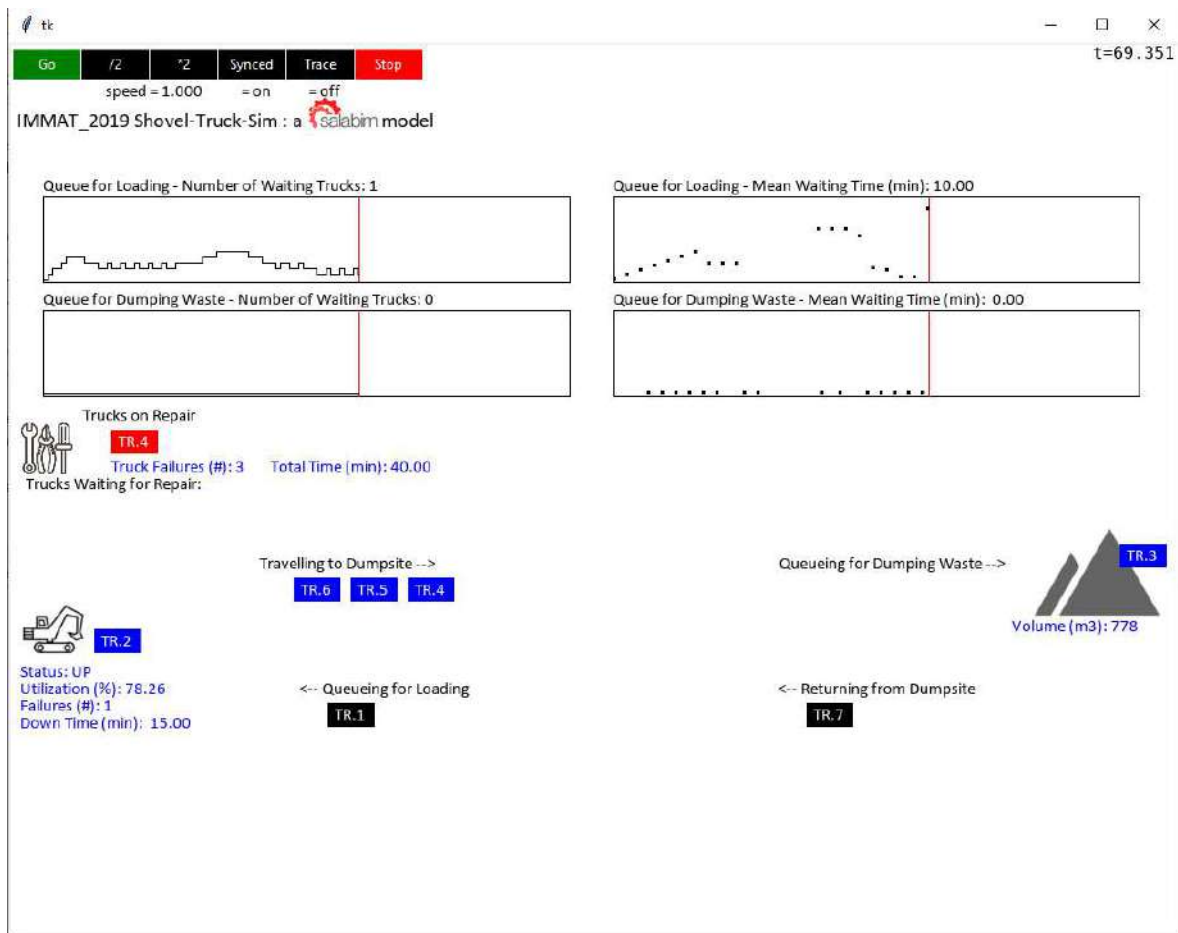 tk
t=69.351
Go /2 *2 Synced Trace Stop
speed = 1.000 = on = off
IMMAT_2019 Shovel-Truck-Sim : a salabim model
Queue for Loading - Number of Waiting Trucks: 1
Queue for Loading - Mean Waiting Time (min): 10.00
Queue for Dumping Waste - Number of Waiting Trucks: 0
Queue for Dumping Waste - Mean Waiting Time (min): 0.00
Trucks on Repair
TR.4
Truck Failures (#): 3 Total Time (min): 40.00
Trucks Waiting for Repair:
Travelling to Dumpsite -->
TR.6 TR.5 TR.4
Queueing for Dumping Waste -->
TR.3
Volume (m3): 778
TR.2
Status: UP
Utilization (%): 78.26
Failures (#): 1
Down Time (min): 15.00
<-- Queueing for Loading
TR.1
<-- Returning from Dumpsite
TR.7